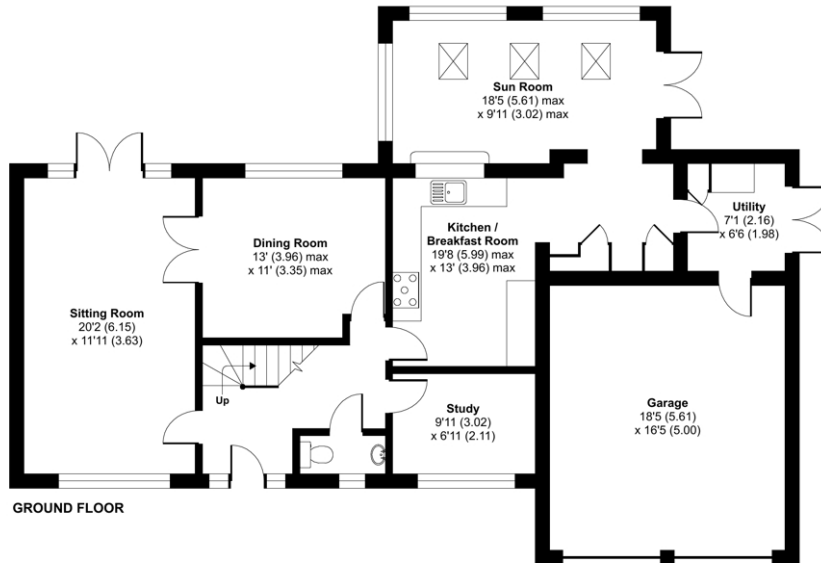 Sun Room
18'5 (5.61) max
x 9'11 (3.02) max
Utility
7'1 (2.16)
x 6'6 (1.98)
Kitchen /
Breakfast Room
19'8 (5.99) max
x 13' (3.96) max
Dining Room
13' (3.96) max
x 11' (3.35) max
Sitting Room
20'2 (6.15)
x 11'11 (3.63)
Up
Study
9'11 (3.02)
x 6'11 (2.11)
Garage
18'5 (5.61)
x 16'5 (5.00)
GROUND FLOOR